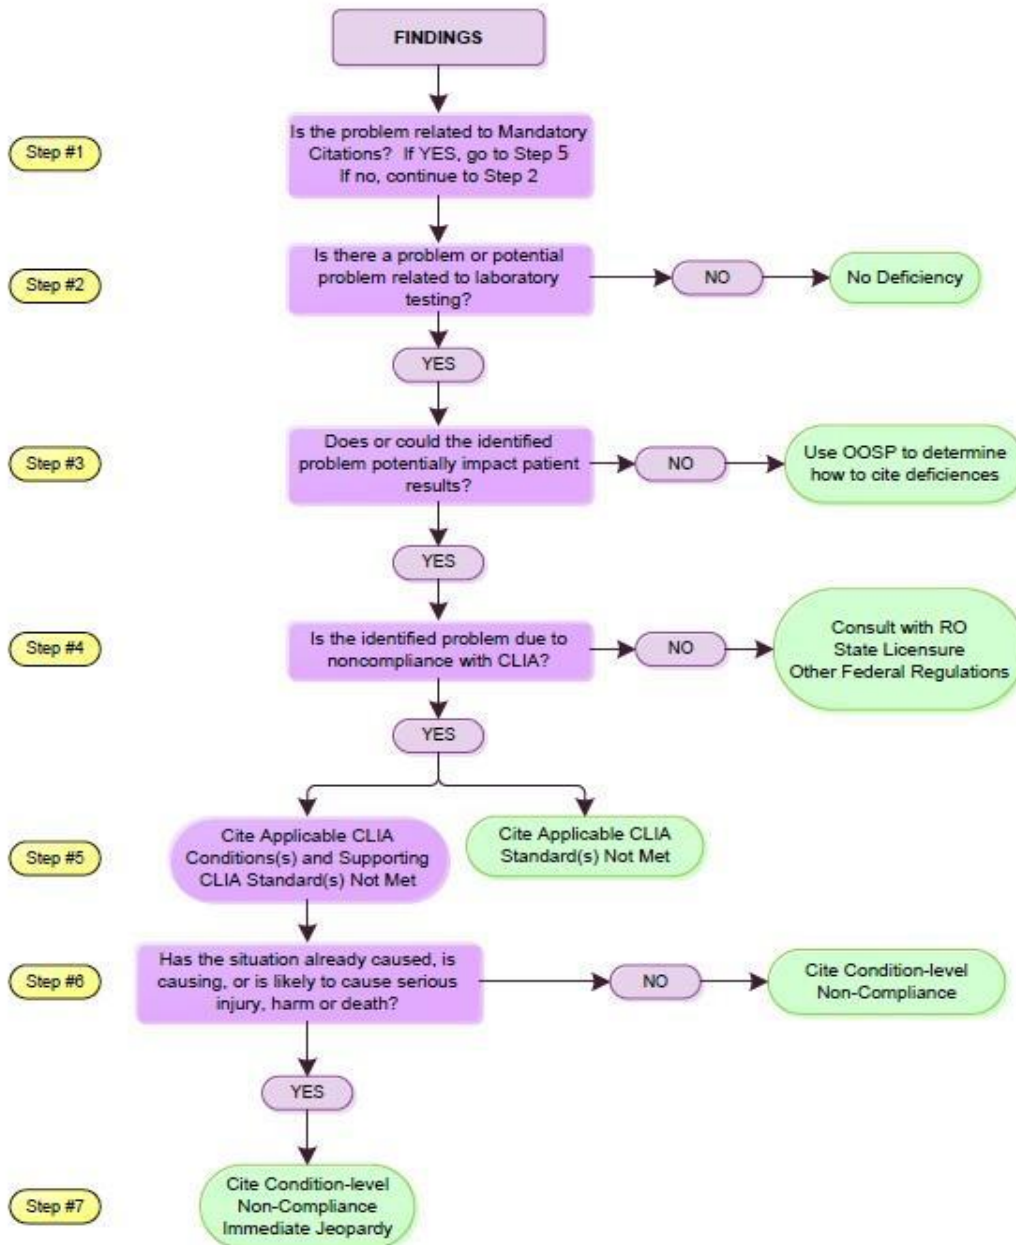 FINDINGS
Step #1
Is the problem related to Mandatory
Citations? If YES, go to Step 5
If no, continue to Step 2
Step #2
Is there a problem or potential
problem related to laboratory
testing?
NO
No Deficiency
YES
Step #3
Does or could the identified
problem potentially impact patient
results?
NO
Use OOSP to determine
how to cite deficiences
YES
Step #4
Is the identified problem due to
noncompliance with CLIA?
NO
Consult with RO
State Licensure
Other Federal Regulations
YES
Step #5
Cite Applicable CLIA
Conditions(s) and Supporting
CLIA Standard(s) Not Met
Cite Applicable CLIA
Standard(s) Not Met
Step #6
Has the situation already caused, is
causing, or is likely to cause serious
injury, harm or death?
NO
Cite Condition-level
Non-Compliance
YES
Step #7
Cite Condition-level
Non-Compliance
Immediate Jeopardy